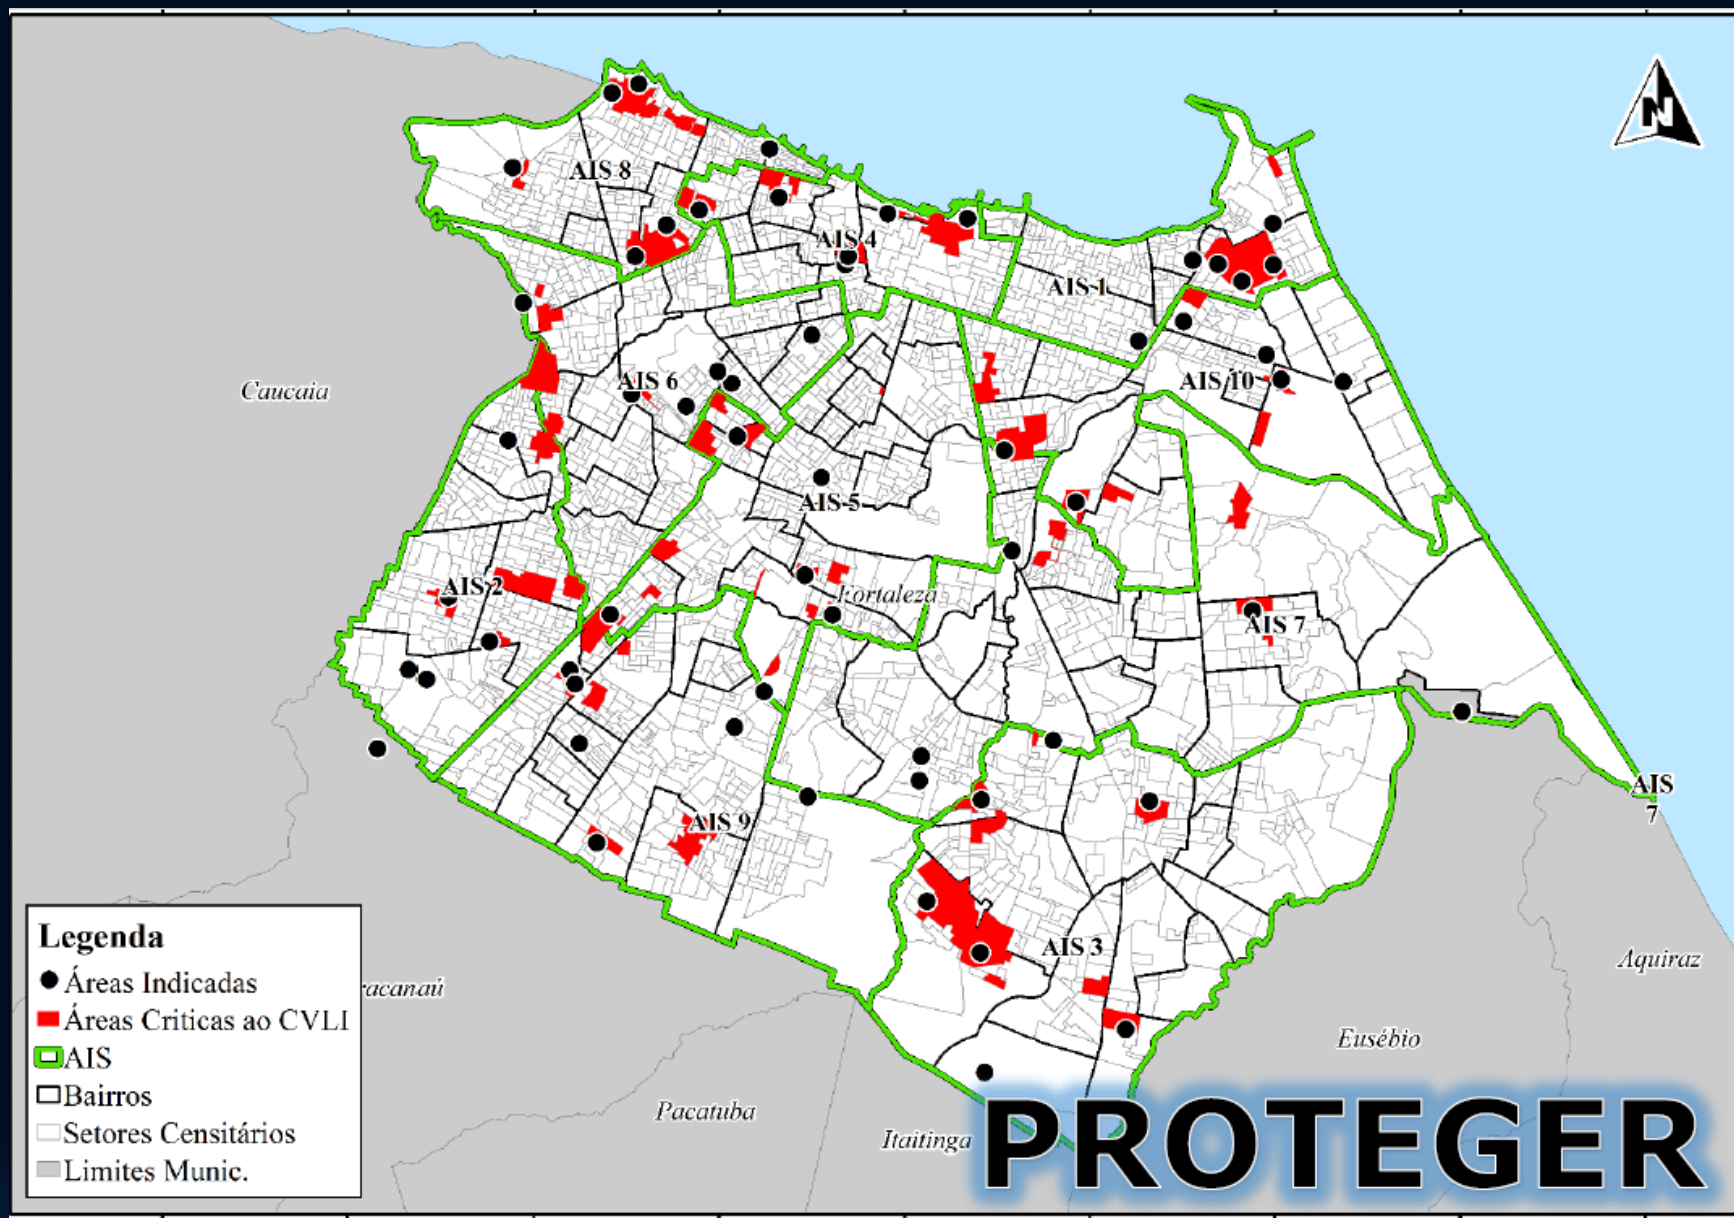 N
AIS 8
AIS 4
AIS 1
Caucaia
AIS 6
AIS 10
AIS 5
AIS 2
Fortaleza
AIS 7
AIS
7
AIS 9
AIS 3
Aquiraz
Eusébio
Pacatuba
Itaitinga
racanaú
Legenda
Áreas Indicadas
Áreas Criticas ao CVLI
AIS
Bairros
Setores Censitários
Limites Munic.
PROTEGER